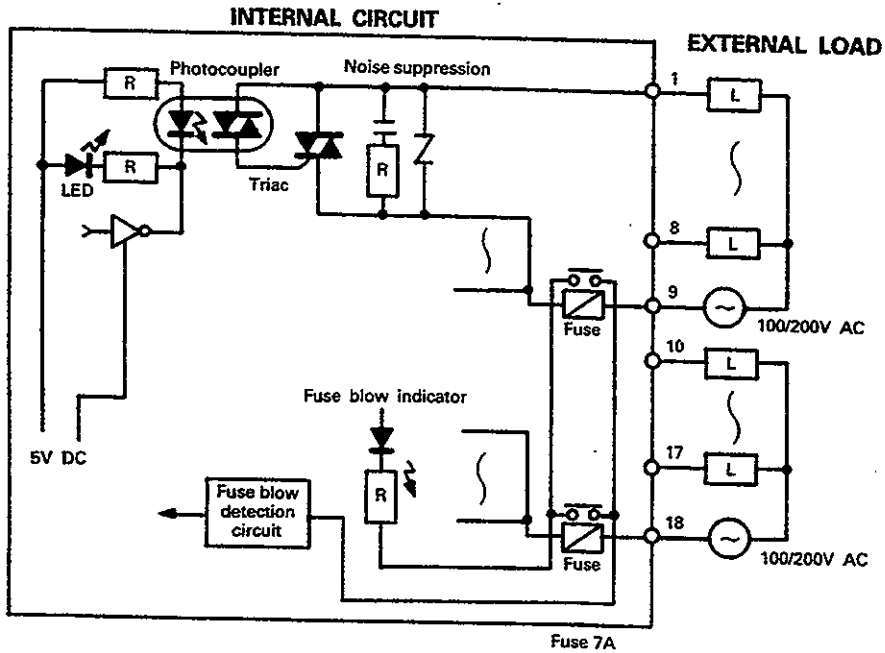 INTERNAL CIRCUIT
EXTERNAL LOAD
R
Photocoupler
Noise suppression
1
L
LED
R
Triac
R
8
L
9
Fuse
100/200V AC
10
L
Fuse blow indicator
5V DC
17
L
R
Fuse blow
detection
circuit
18
Fuse
100/200V AC
Fuse 7A